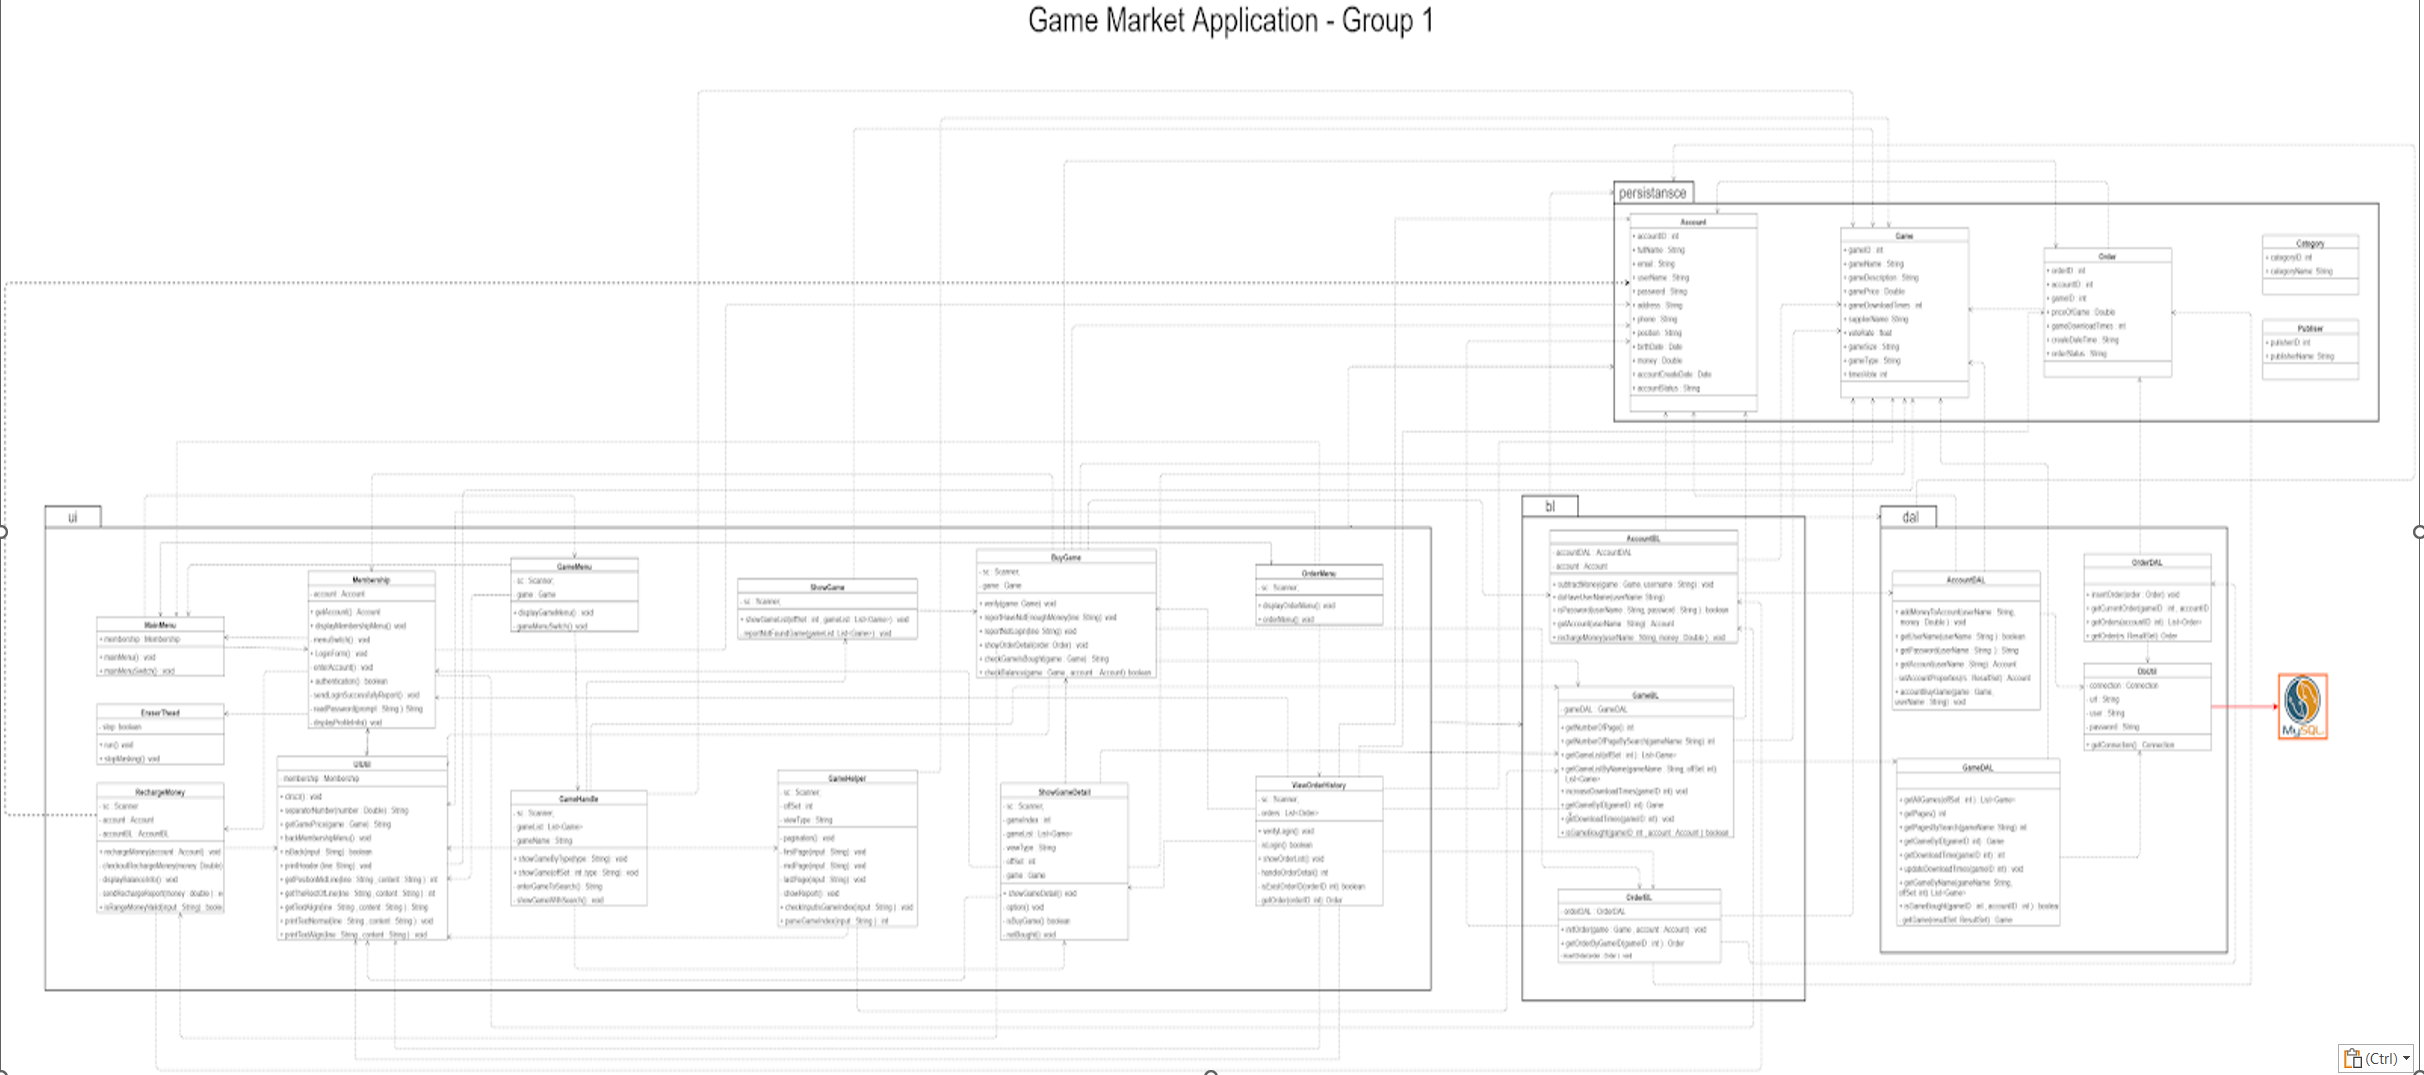 Game Market Application - Group 1
persistansce
Account
+ accountID : int
+ fullName : String
+ email : String
+ userName : String
+ password : String
+ address : String
+ phone : String
+ position : String
+ birthDate : Date
+ money : Double
+ accountCreateDate : Date
+ accountStatus : String
Game
+ gameID : int
+ gameName : String
+ gameDescription : String
+ gamePrice : Double
+ gameDownloadTimes : int
+ supplierName : String
+ voteRate : float
+ gameSize : String
+ gameType : String
+ timesVote : int
Order
+ orderID : int
+ accountID : int
+ gameID : int
+ priceOfGame : Double
+ gameDownloadTimes : int
+ createDateTime : String
+ orderStatus : String
Category
+ categoryID : int
+ categoryName : String
Publiser
+ publisherName : String
ui
MainMenu
+ membership : Membership
+ mainMenu() : void
+ mainMenuSwitch() : void
EraserThead
- stop : boolean
+ run() : void
+ stopMasking() : void
RechargeMoney
- sc : Scanner
- account : Account
- accountBL : AccountBL
+ rechargeMoney(account : Account) : void
- checkoutRechargeMoney(money : Double)
- displayBalanceInfo() : void
- sendRechargeReport(money : double) :
+ isRangeMoneyValid(input : String) :
Membership
- account : Account
+ getAccount() : Account
+ displayMembershipMenu() : void
- menuSwitch() : void
+ LoginForm() : void
- enterAccount() : void
+ authentication() : boolean
- sendLoginSuccessfullyReport() : void
- readPassword(prompt : String) : String
- displayProfileInfo() : void
UiUtil
- membership : Membership
+ clrscr() : void
+ separatorNumber(number : Double) : String
+ getGamePrice(game : Game) : String
+ backMembershipMenu() : void
+ isBack(input : String) : boolean
+ printHeader(line : String) : void
+ getPositionMidLine(line : String , content : String ) : int
+ getTheRestOfLine(line : String , content : String ) : int
+ getTextAlign(line : String , content : String ) : String
+ printTextNormal(line : String , content : String ) : void
+ printTextAlign(line : String , content : String ) : void
GameMenu
- sc : Scanner;
- game : Game
+ displayGameMenu() : void
- gameMenuSwitch() : void
GameHandle
- sc : Scanner;
- gameList : List<Game>
- gameName : String
+ showGameByType(type : String) : void
+ showGame(offSet : int , type : String) : void
- enterGameToSearch() : String
- showGameWithSearch() : void
ShowGame
- sc : Scanner;
+ showGameList(offSet : int , gameList : List<Game>) : void
- reportNotFoundGame(gameList : List<Game>) : void
GameHelper
- sc : Scanner;
- offSet : int
- viewType : String
- pagination() : void
- firstPage(input : String) : void
- midPage(input : String) : void
- lastPage(input : String) : void
- showReport() : void
+ checkInputIsGameIndex(input : String ) : void
+ parseGameIndex(input : String ) : int
BuyGame
- sc : Scanner;
- game : Game
+ verify(game : Game) : void
+ reportHaveNotEnoughMoney(line : String) : void
+ reportNotLogin(line : String) : void
+ showOrderDetail(order : Order) : void
+ checkGameIsBought(game : Game) : String
+ checkBalance(game : Game , account : Account) : boolean
ShowGameDetail
- sc : Scanner;
- gameIndex : int
- gameList : List<Game>
- viewType : String
- offSet : int
- game : Game
+ showGameDetail() : void
- option() : void
- isBuyGame() : boolean
- notBought() : void
OrderMenu
- sc : Scanner;
+ displayOrderMenu() : void
- orderMenu() : void
ViewOrderHistory
- sc : Scanner;
- orders : List<Order>
+ verifyLogin() : void
- isLogin() : boolean
+ showOrderList() : void
- handleOrderDetail() : int
- isExistOrderID(orderID : int) : boolean
- getOrder(orderID : int) : Order
bl
AccountBL
- accountDAL : AccountDAL
- account : Account
+ subtractMoney(game : Game, username : String) : void
+ isPassword(userName : String, password : String ) : boolean
+ getAccount(userName : String) : Account
+ rechargeMoney(userName : String, money : Double ) : void
GameBL
- gameDAL : GameDAL
+ getNumberOfPage() : int
+ getNumberOfPageBySearch(gameName : String) : int
+ getGameList(offSet : int ) : List<Game>
+ getGameListByName(gameName : String, offSet : int) : List<Game>
+ increaseDownloadTimes(gameID : int) : void
+ getGameByID(gameID : int) : Game
+ getDownloadTimes(gameID : int) : void
+ isGameBought(gameID : int , account : Account ) : boolean
OrderBL
- orderDAL : OrderDAL
+ initOrder(game : Game , account : Account) : void
+ getOrderByGameID(gameID : int ) : Order
- insertOrder(order : Order ) : void
dal
AccountDAL
+ addMoneyToAccount(userName : String,
money : Double ) : void
+ getUserName(userName : String ) : boolean
+ getPassword(userName : String ) : String
+ getAccount(userName : String) : Account
- setAccountProperties(rs : ResultSet) : Account
+ accountBuyGame(game : Game,
userName : String) : void
GameDAL
+ getAllGames(offSet : int ) : List<Game>
+ getPages() : int
+ getPagesBySearch(gameName : String) : int
+ getGameByID(gameID : int) : Game
+ getDownloadTimes(gameID : int) : int
+ updateDownloadTimes(gameID : int) : void
+ getGameByName(gameName : String,
offSet : int) : List<Game>
+ isGameBought(gameID : int , accountID : int ) : boolean
- getGame(resultSet : ResultSet) : Game
OrderDAL
+ insertOrder(order : Order) : void
+ getCurrentOrder(gameID : int , accountID
+ getOrders(accountID : int) : List<Order>
+ getOrder(rs : ResultSet) : Order
DbUtil
- connection : Connection
- url : String
- user : String
- password : String
+ getConnection() : Connection
MySQL
(Ctrl)